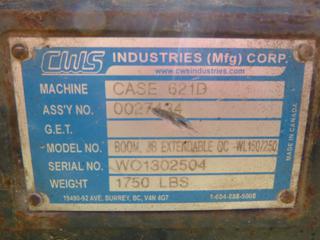 CWS INDUSTRIES (Mfg) CORP.
www.cwsindustries.com
MACHINE CASE 621D
ASS'Y NO.
G.E.T.
MODEL NO. BOOM, JIB EXTENDABLE QC -WL150/250
SERIAL NO. WO1302504
WEIGHT 1750 LBS
19490-92 AVE, SURREY, BC, V4N 4G7
MADE IN CANADA